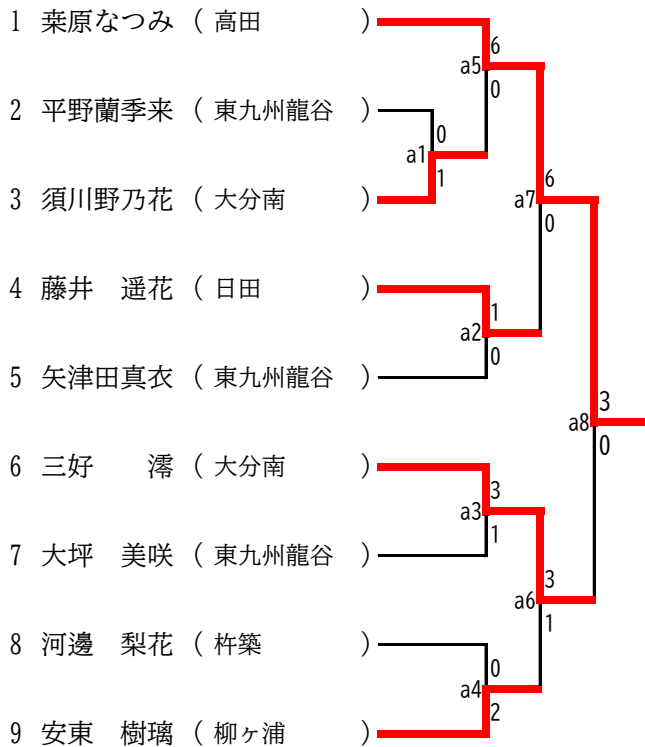 1 桒原なつみ ( 高田 )
6
a5
0
2 平野蘭季来 ( 東九州龍谷 )
0
a1
1
6
a7
0
3 須川野乃花 ( 大分南 )
4 藤井 遥花 ( 日田 )
1
a2
0
5 矢津田真衣 ( 東九州龍谷 )
3
a8
0
6 三好 澪 ( 大分南 )
3
a3
1
7 大坪 美咲 ( 東九州龍谷 )
3
a6
1
8 河邊 梨花 ( 杵築 )
0
a4
2
9 安東 樹璃 ( 柳ヶ浦 )